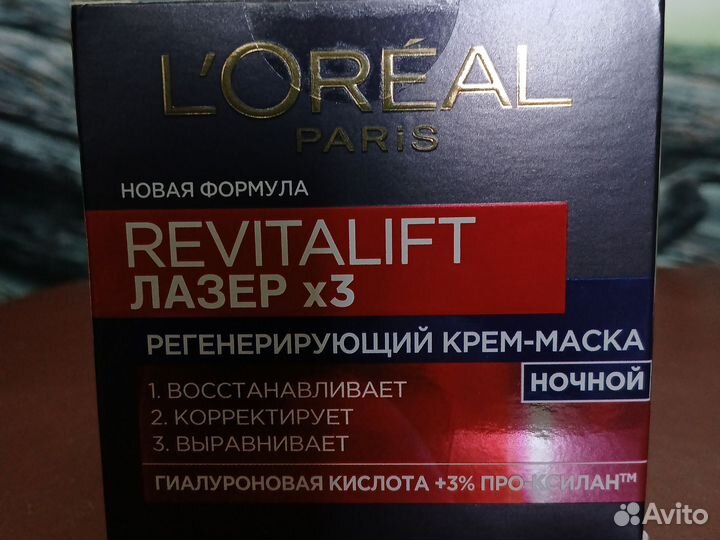 L'ORÉAL
PARiS
НОВАЯ ФОРМУЛА
REVITALIFT
ЛАЗЕР x3
РЕГЕНЕРИРУЮЩИЙ КРЕМ-МАСКА
НОЧНОЙ
1. ВОССТАНАВЛИВАЕТ
2. КОРРЕКТИРУЕТ
3. ВЫРАВНИВАЕТ
ГИАЛУРОНОВАЯ КИСЛОТА +3% ПРО-КСИЛАН™
Avito